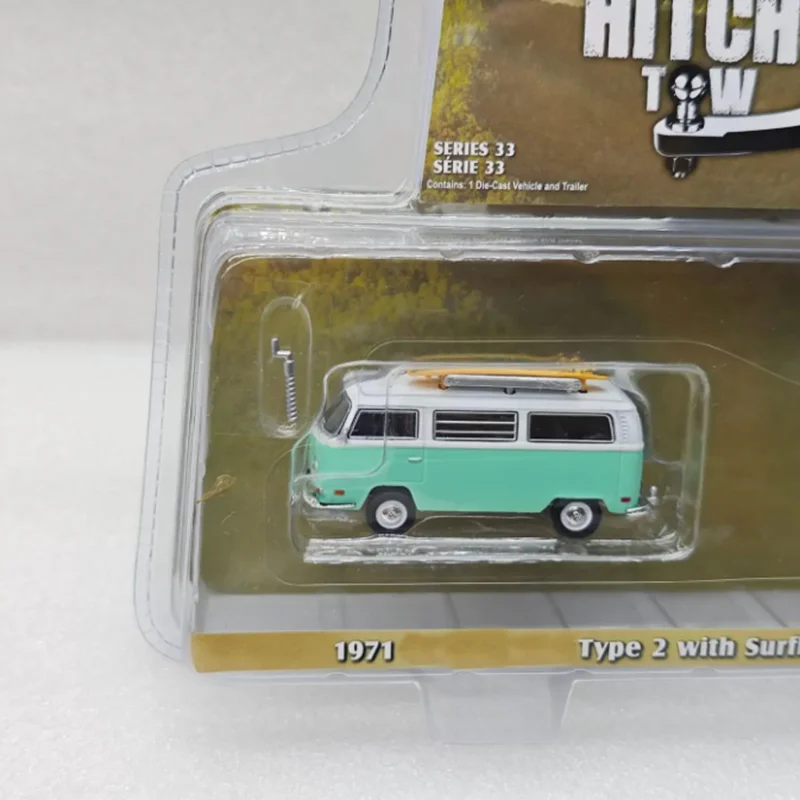 HITCH
TOW
SERIES 33
SÉRIE 33
Contains: 1 Die-Cast Vehicle and Trailer
1971
Type 2 with Surf